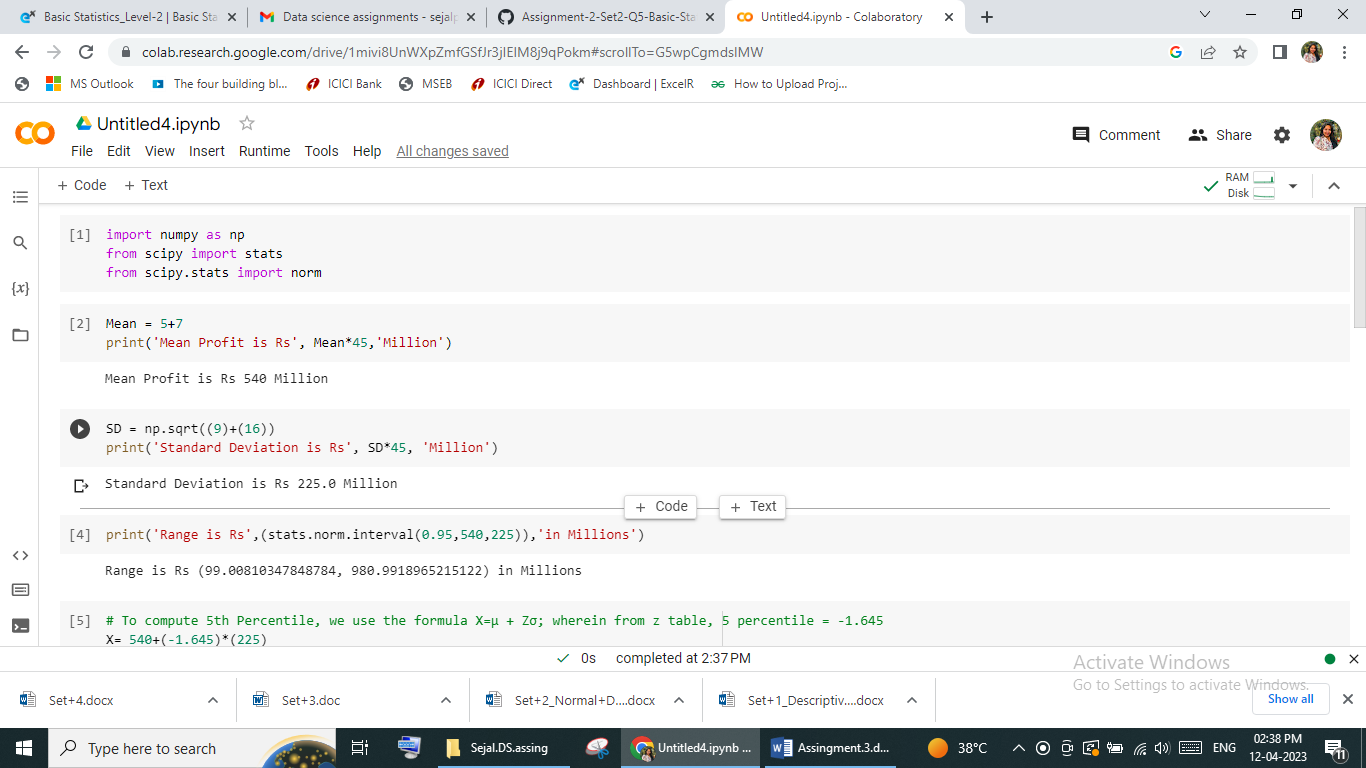 Basic Statistics_Level-2 | Basic Sta
Data science assignments - sejalp
Assignment-2-Set2-Q5-Basic-Sta
Untitled4.ipynb - Colaboratory
colab.research.google.com/drive/1mivi8UnWXpZmfGSfJr3jlEIM8j9qPokm#scrollTo=G5wpCgmdsIMW
MS Outlook
The four building bl...
ICICI Bank
MSEB
ICICI Direct
Dashboard | ExcelR
How to Upload Proj...
Untitled4.ipynb
File Edit View Insert Runtime Tools Help All changes saved
Comment
Share
+ Code + Text
RAM
Disk
[1] import numpy as np
from scipy import stats
from scipy.stats import norm
{x}
[2] Mean = 5+7
print('Mean Profit is Rs', Mean*45,'Million')
Mean Profit is Rs 540 Million
SD = np.sqrt((9)+(16))
print('Standard Deviation is Rs', SD*45, 'Million')
Standard Deviation is Rs 225.0 Million
+ Code + Text
[4] print('Range is Rs',(stats.norm.interval(0.95,540,225)),'in Millions')
Range is Rs (99.00810347848784, 980.9918965215122) in Millions
[5] # To compute 5th Percentile, we use the formula X=μ + Zσ; wherein from z table, 5 percentile = -1.645
X= 540+(-1.645)*(225)
0s completed at 2:37 PM
Activate Windows
Go to Settings to activate Windows.
Set+4.docx
Set+3.doc
Set+2_Normal+D....docx
Set+1_Descriptiv....docx
Show all
Type here to search
Sejal.DS.assing
Untitled4.ipynb ...
Assingment.3.d...
38°C
ENG
02:38 PM
12-04-2023
11